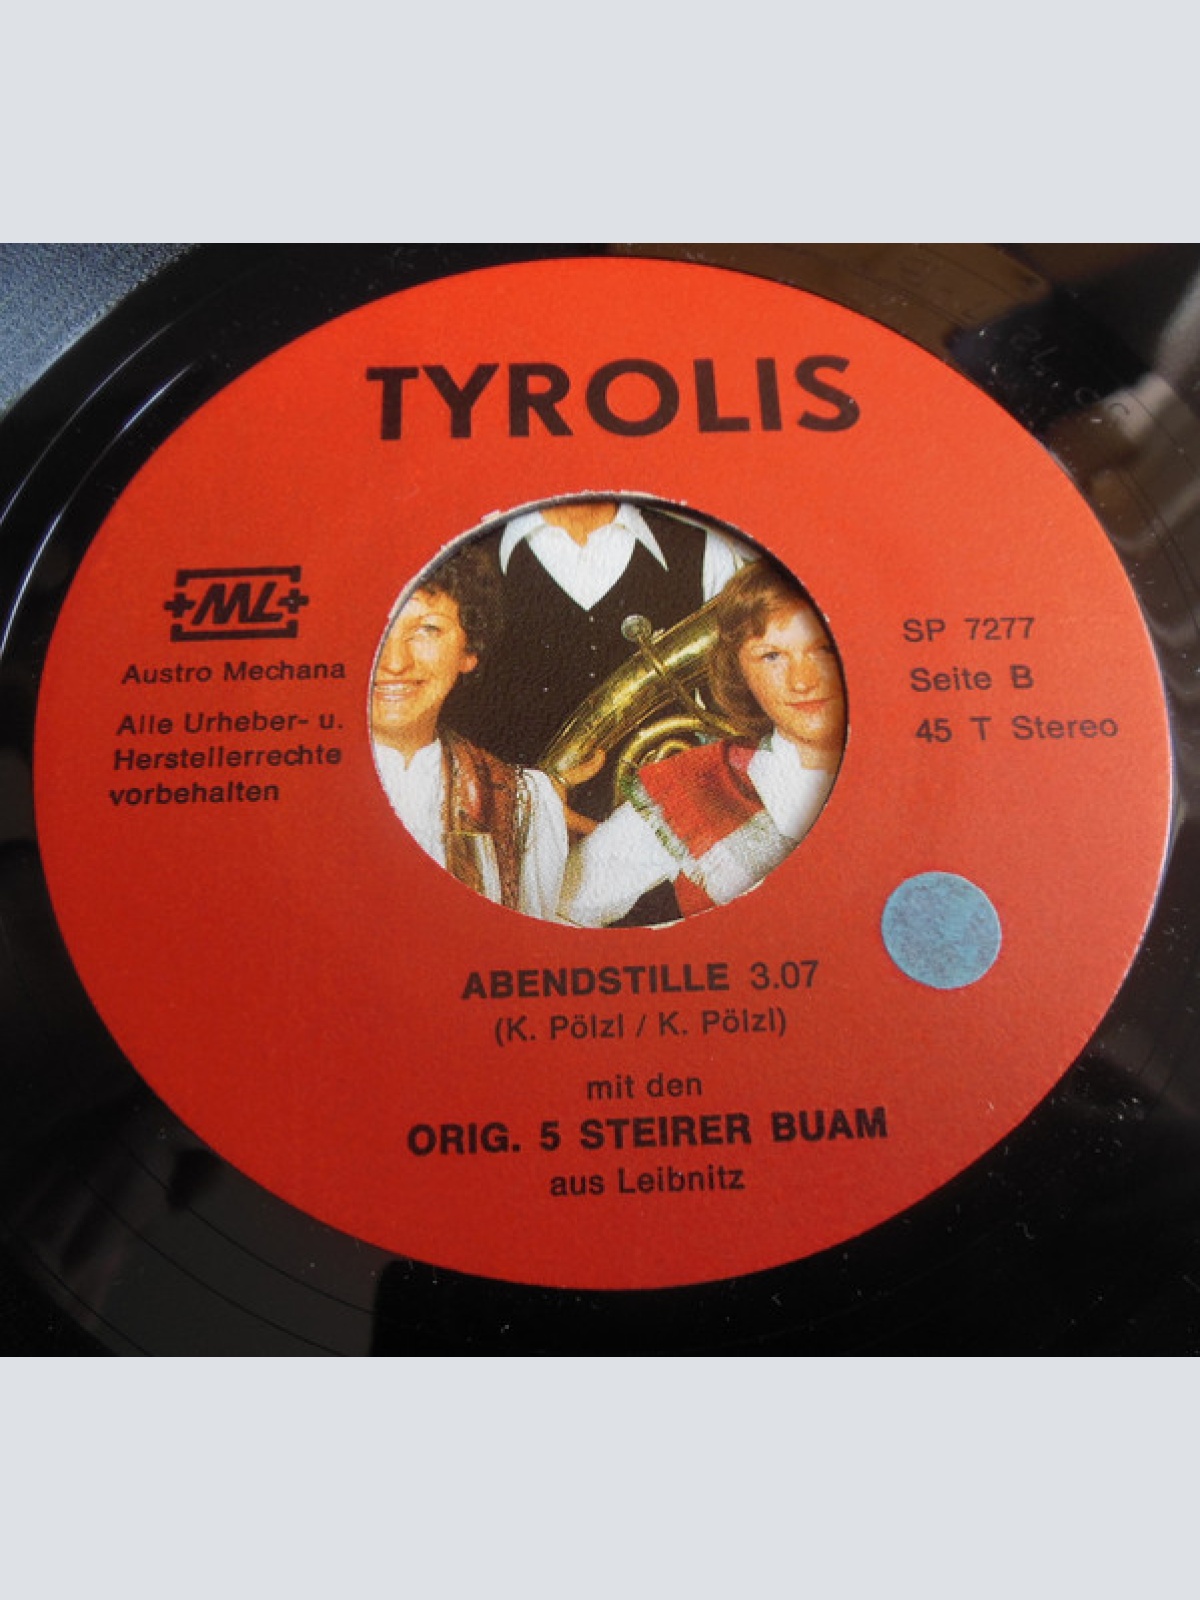 TYROLIS
ML
Austro Mechana
Alle Urheber- u.
Herstellerrechte
vorbehalten
SP 7277
Seite B
45 T Stereo
ABENDSTILLE 3.07
(K. Pölzl / K. Pölzl)
mit den
ORIG. 5 STEIRER BUAM
aus Leibnitz